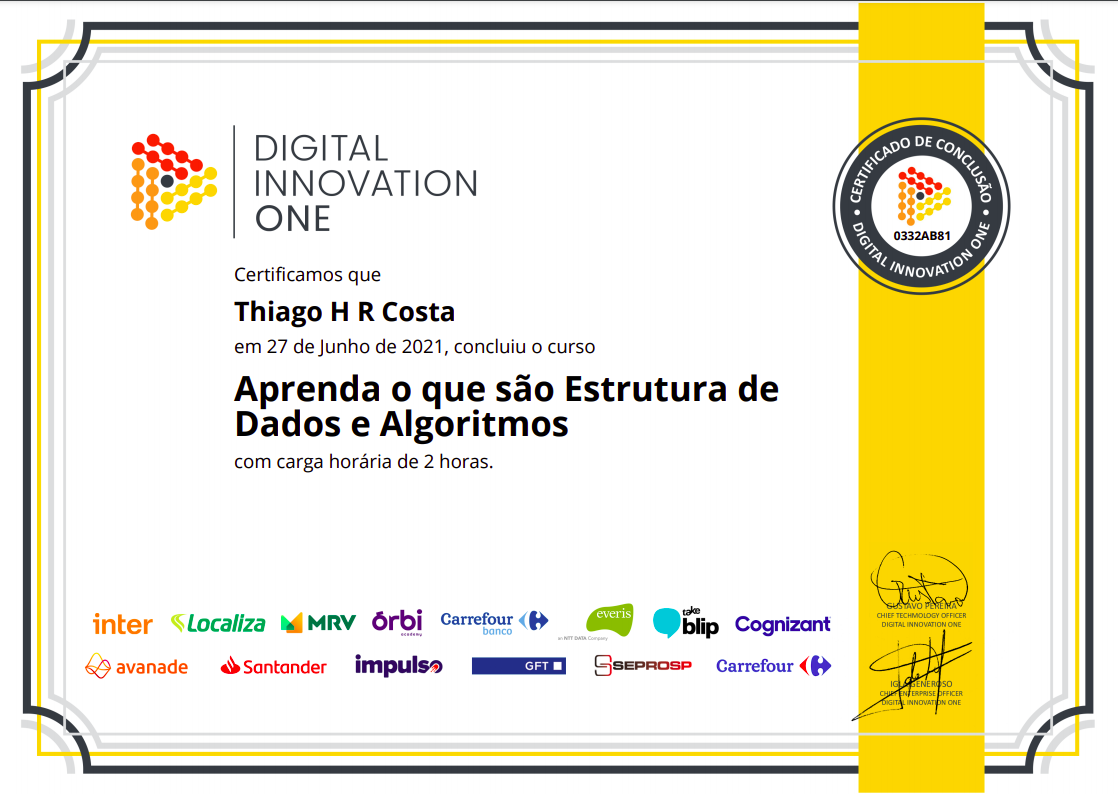 DIGITAL
INNOVATION
ONE
CERTIFICADO DE CONCLUSÃO
0332AB81
DIGITAL INNOVATION ONE
Certificamos que
Thiago H R Costa
em 27 de Junho de 2021, concluiu o curso
Aprenda o que são Estrutura de
Dados e Algoritmos
com carga horária de 2 horas.
inter
Localiza
MRV
órbi
academy
Carrefour
banco
everis
an NTT DATA Company
take
blip
Cognizant
avanade
Santander
impulso
GFT
SEPROSP
Carrefour
GUSTAVO PEREIRA
CHIEF TECHMOLOGY OFFICER
DIGITAL INNOVATION ONE
IGLÁ GENEROSO
CHIEF ENTERPRISE OFFICER
DIGITAL INNOVATION ONE